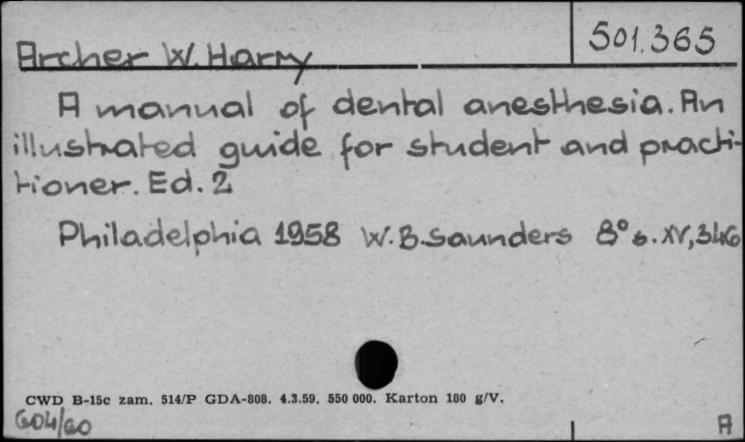 501.365
Archer W. Harry
A manual of dental anesthesia. An
illustrated guide for student and practi-
tioner. Ed. 2
Philadelphia 1958 W.B. Saunders 8° s. XV, 346
CWD B-15c zam. 514/P GDA-808. 4.3.59. 550 000. Karton 180 g/V.
604/60
A